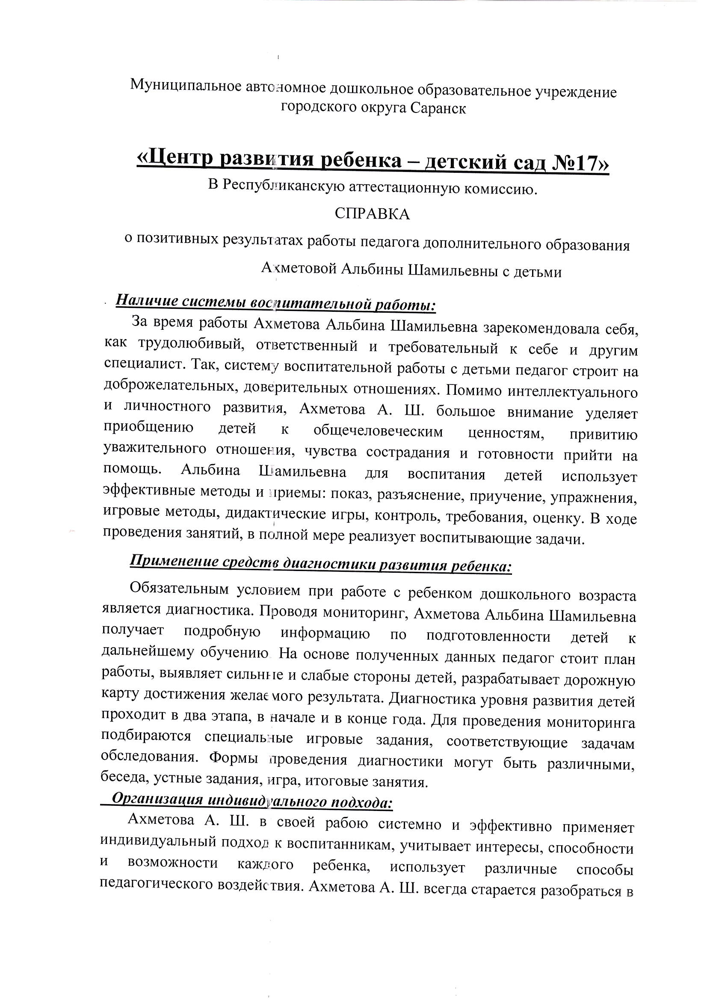 Муниципальное автономное дошкольное образовательное учреждение
городского округа Саранск
«Центр развития ребенка – детский сад №17»
В Республиканскую аттестационную комиссию.
СПРАВКА
о позитивных результатах работы педагога дополнительного образования
Ахметовой Альбины Шамильевны с детьми
. Наличие системы воспитательной работы:
За время работы Ахметова Альбина Шамильевна зарекомендовала себя,
как трудолюбивый, ответственный и требовательный к себе и другим
специалист. Так, систему воспитательной работы с детьми педагог строит на
доброжелательных, доверительных отношениях. Помимо интеллектуального
и личностного развития, Ахметова А. Ш. большое внимание уделяет
приобщению детей к общечеловеческим ценностям, привитию
уважительного отношения, чувства сострадания и готовности прийти на
помощь. Альбина Шамильевна для воспитания детей использует
эффективные методы и приемы: показ, разъяснение, приучение, упражнения,
игровые методы, дидактические игры, контроль, требования, оценку. В ходе
проведения занятий, в полной мере реализует воспитывающие задачи.
Применение средств диагностики развития ребенка:
Обязательным условием при работе с ребенком дошкольного возраста
является диагностика. Проводя мониторинг, Ахметова Альбина Шамильевна
получает подробную информацию по подготовленности детей к
дальнейшему обучению. На основе полученных данных педагог стоит план
работы, выявляет сильные и слабые стороны детей, разрабатывает дорожную
карту достижения желаемого результата. Диагностика уровня развития детей
проходит в два этапа, в начале и в конце года. Для проведения мониторинга
подбираются специальные игровые задания, соответствующие задачам
обследования. Формы проведения диагностики могут быть различными,
беседа, устные задания, игра, итоговые занятия.
Организация индивидуального подхода:
Ахметова А. Ш. в своей рабою системно и эффективно применяет
индивидуальный подход к воспитанникам, учитывает интересы, способности
и возможности каждого ребенка, использует различные способы
педагогического воздействия. Ахметова А. Ш. всегда старается разобраться в